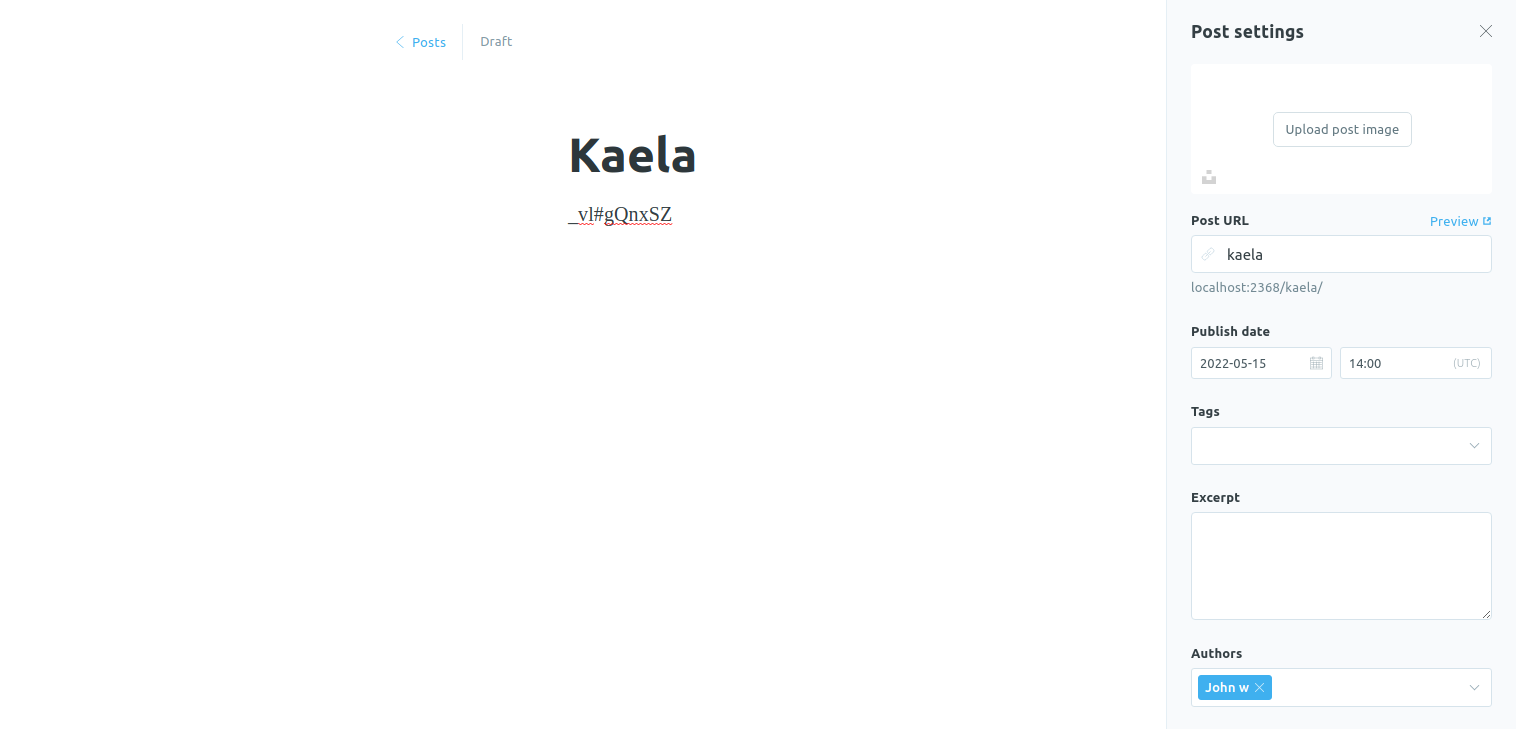 Posts
Draft
Kaela
_vl#gQnxSZ
Post settings
Upload post image
Post URL
Preview
kaela
localhost:2368/kaela/
Publish date
2022-05-15
14:00
(UTC)
Tags
Excerpt
Authors
John w